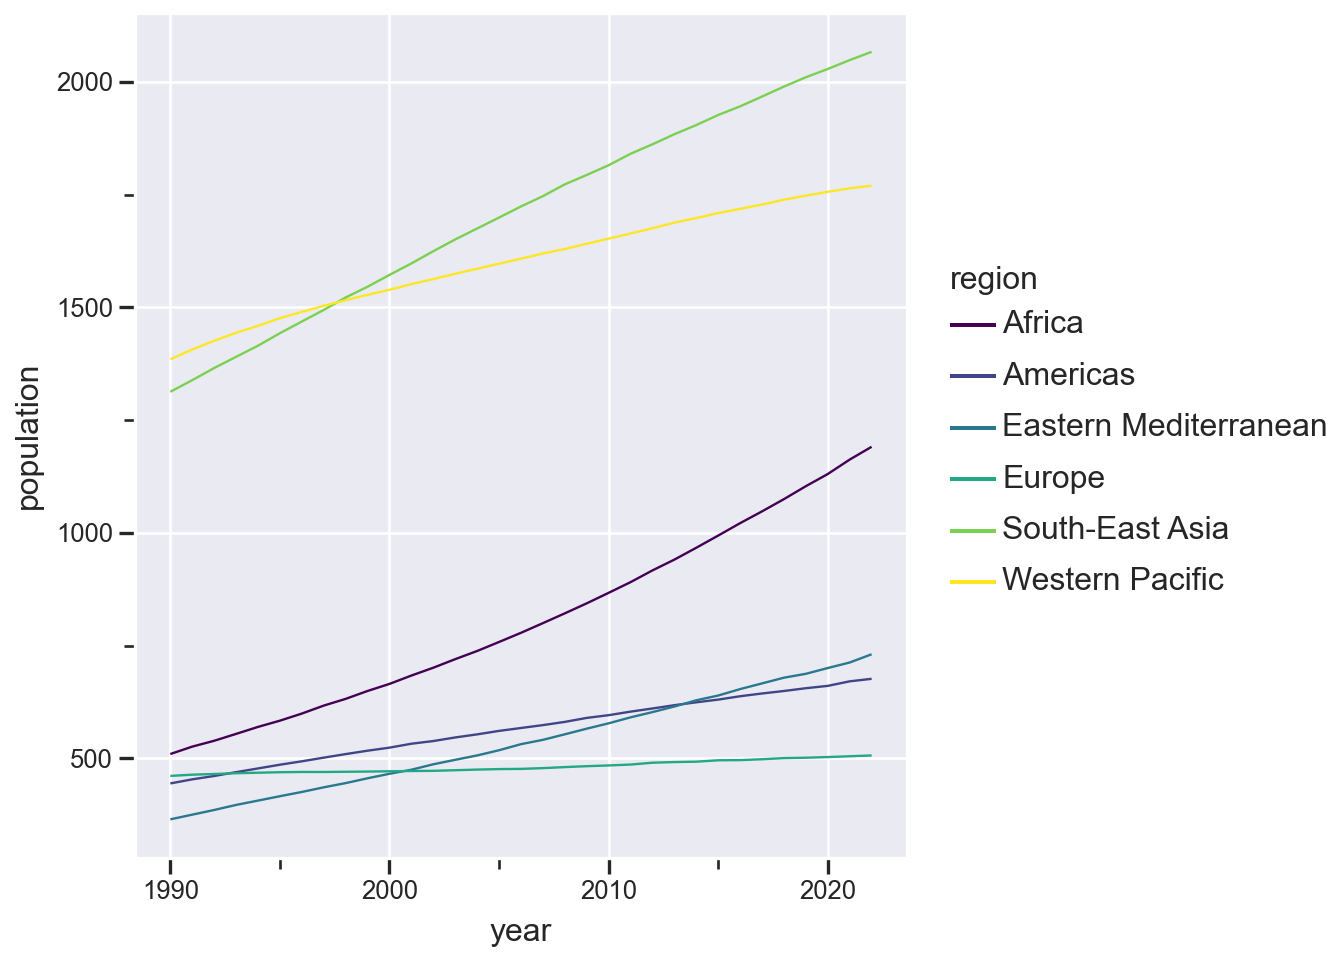 2000
1500
1000
500
population
1990
2000
2010
2020
year
region
Africa
Americas
Eastern Mediterranean
Europe
South-East Asia
Western Pacific